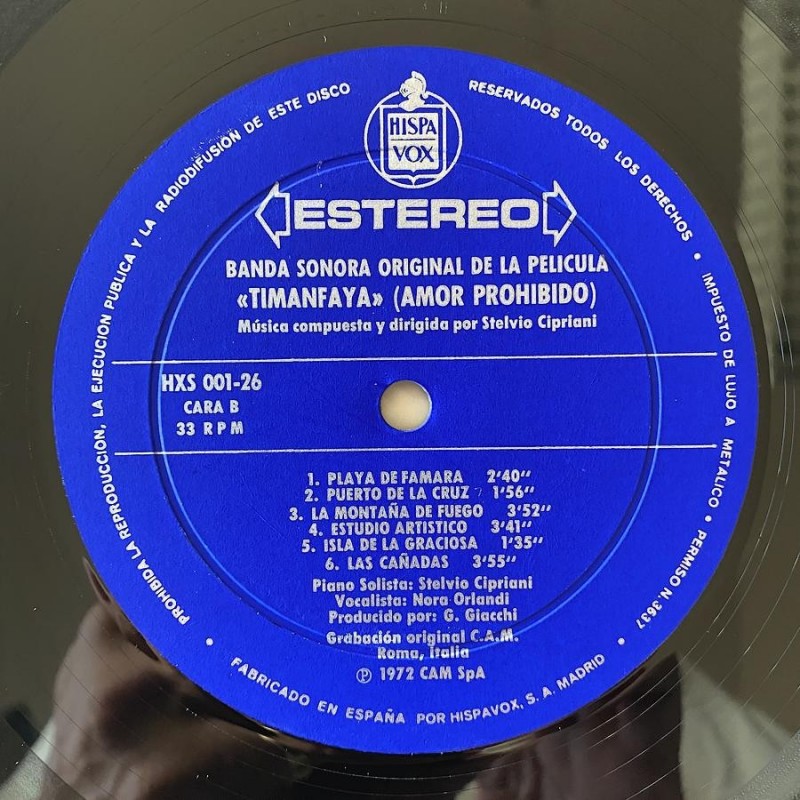 PROHIBIDA LA REPRODUCCION, LA EJECUCION PUBLICA Y LA RADIODIFUSION DE ESTE DISCO
RESERVADOS TODOS LOS DERECHOS • IMPUESTO DE LUJO A METALICO • PERMISO N.3637
HISPA
VOX
ESTEREO
BANDA SONORA ORIGINAL DE LA PELICULA
«TIMANFAYA» (AMOR PROHIBIDO)
Música compuesta y dirigida por Stelvio Cipriani
HXS 001-26
CARA B
33 RPM
1. PLAYA DE FAMARA 2'40''
2. PUERTO DE LA CRUZ 1'56''
3. LA MONTAÑA DE FUEGO 3'52''
4. ESTUDIO ARTISTICO 3'41''
5. ISLA DE LA GRACIOSA 1'35''
6. LAS CAÑADAS 3'55''
Piano Solista: Stelvio Cipriani
Vocalista: Nora Orlandi
Producido por: G. Giacchi
Grabación original C.A.M.
Roma, Italia
℗ 1972 CAM SpA
• FABRICADO EN ESPAÑA POR HISPAVOX, S. A. MADRID •